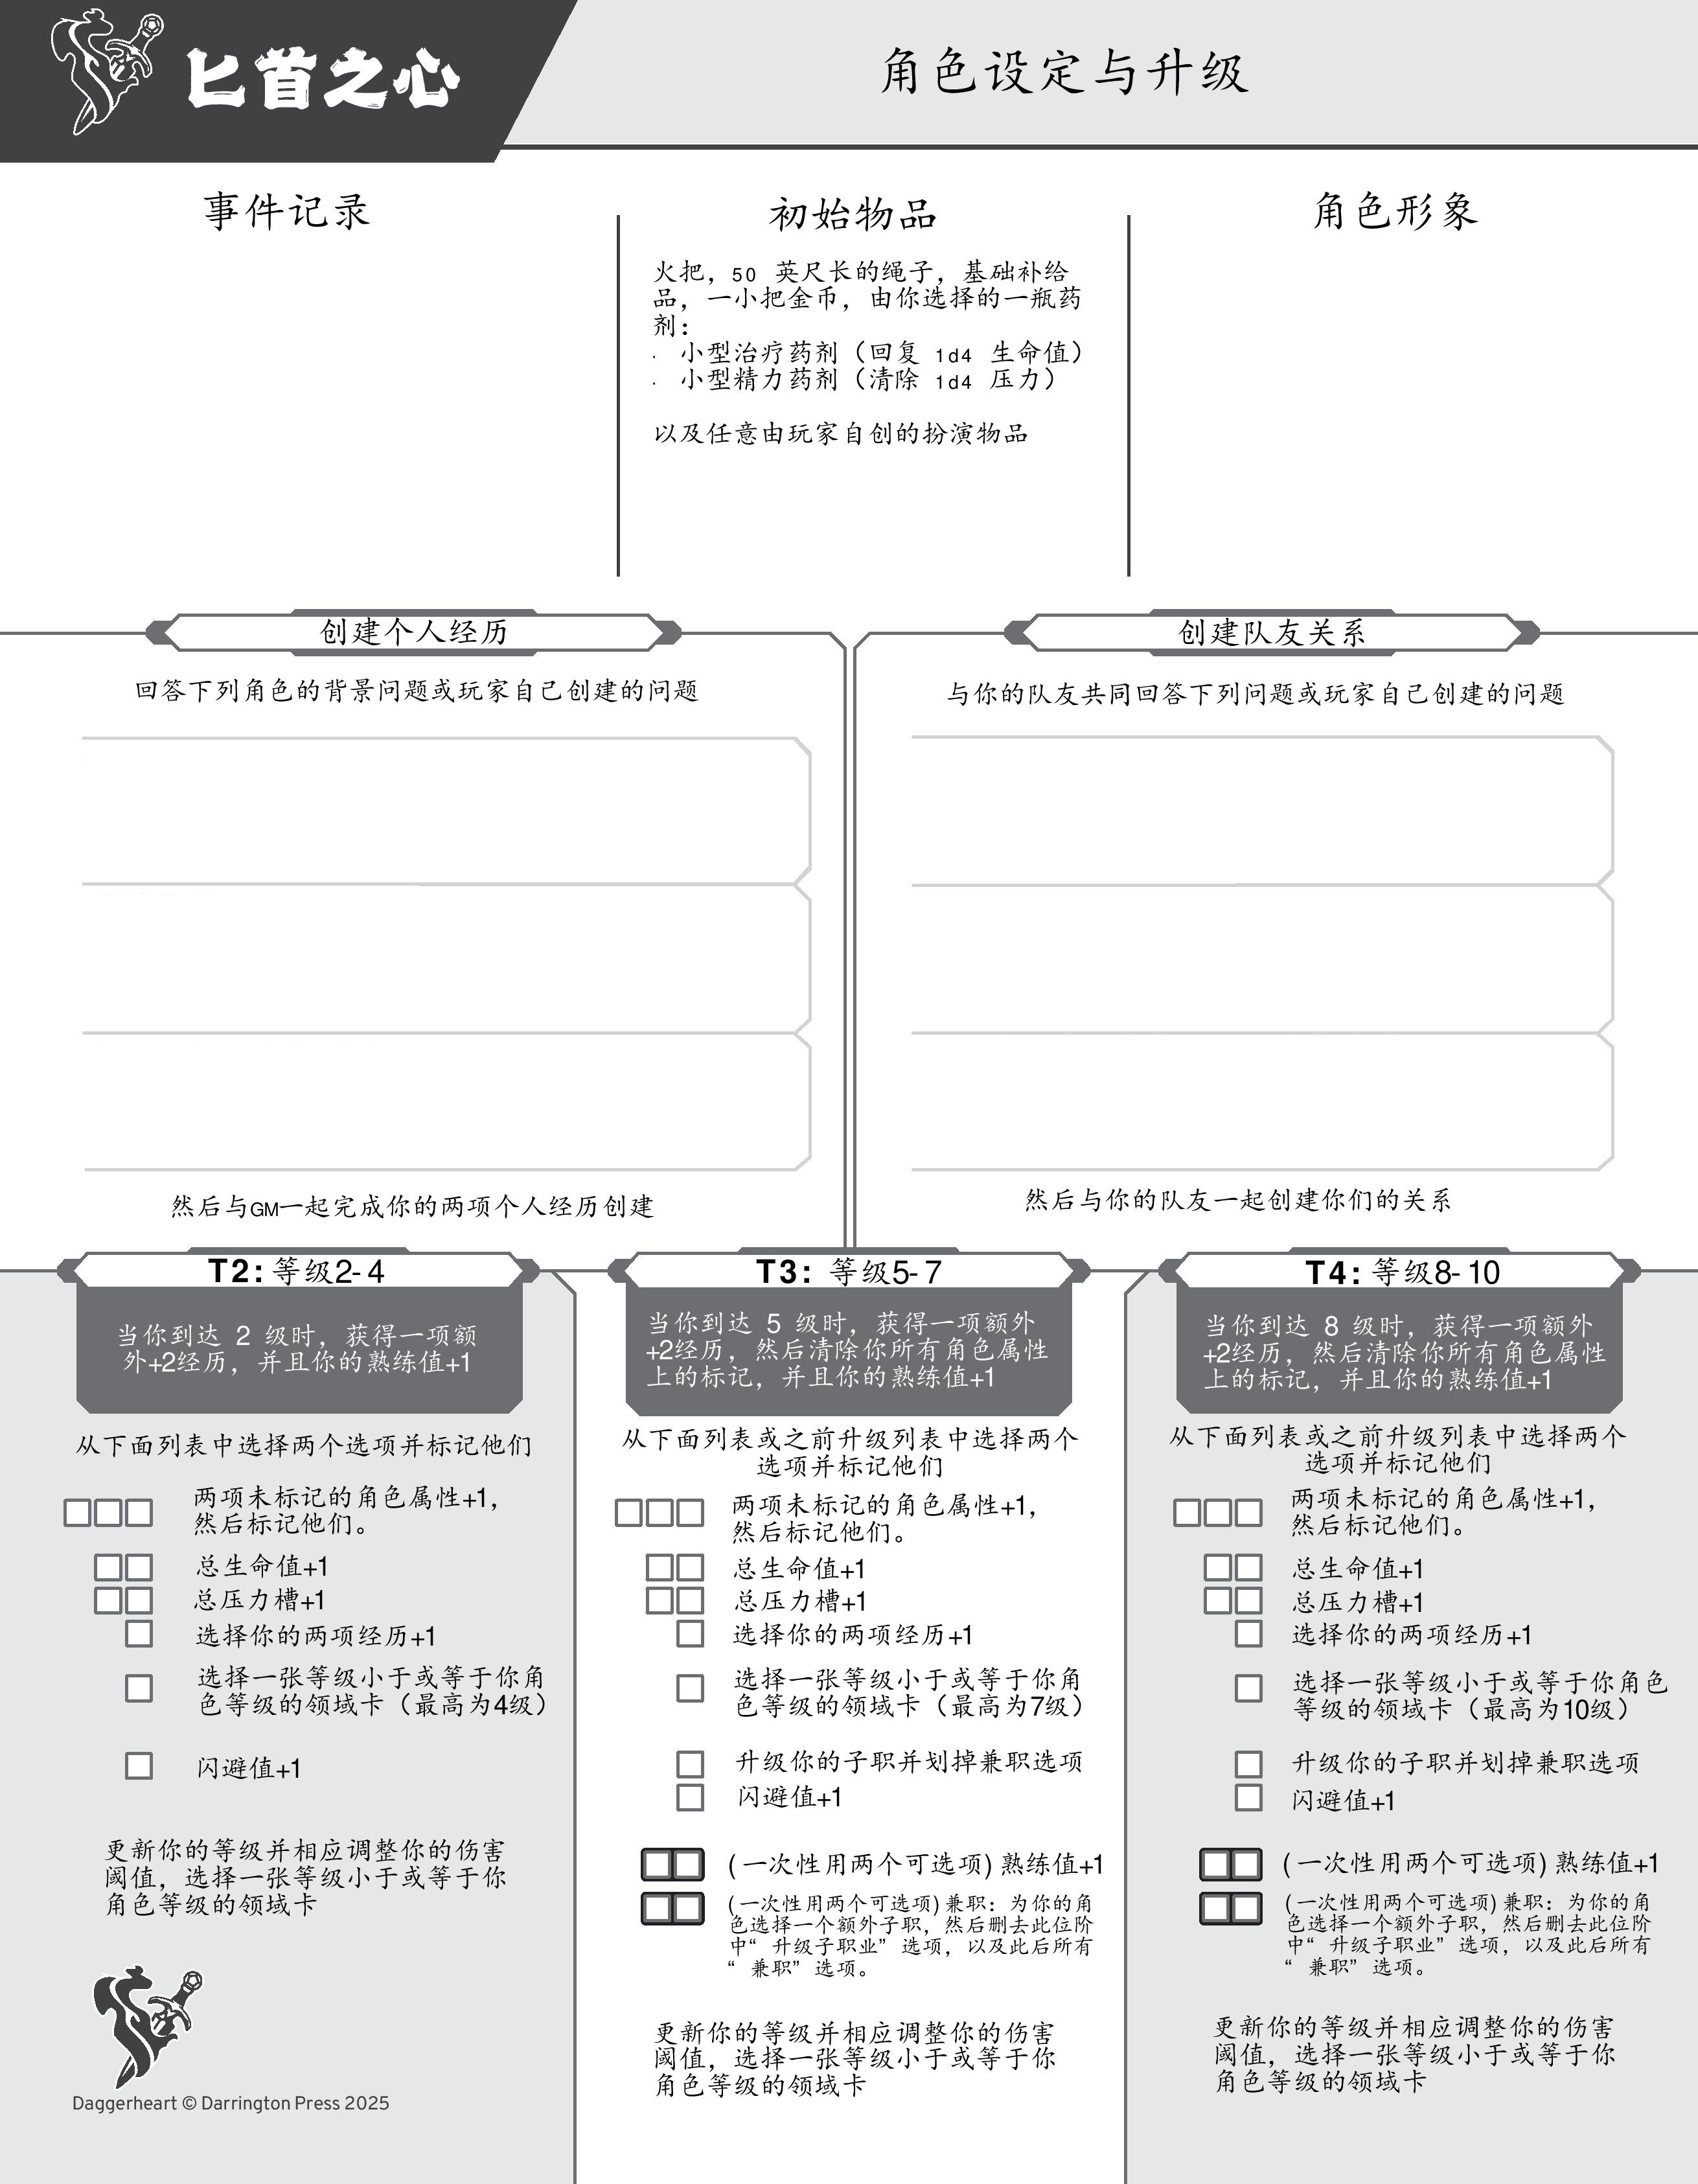 匕首之心
角色设定与升级
事件记录
初始物品
火把，50 英尺长的绳子，基础补给
品，一小把金币，由你选择的一瓶药
剂：
· 小型治疗药剂（回复 1d4 生命值）
· 小型精力药剂（清除 1d4 压力）
以及任意由玩家自创的扮演物品
角色形象
创建个人经历
回答下列角色的背景问题或玩家自己创建的问题
然后与GM一起完成你的两项个人经历创建
创建队友关系
与你的队友共同回答下列问题或玩家自己创建的问题
然后与你的队友一起创建你们的关系
T2：等级2-4
当你到达 2 级时，获得一项额
外+2经历，并且你的熟练值+1
从下面列表中选择两个选项并标记他们
两项未标记的角色属性+1，
然后标记他们。
总生命值+1
总压力槽+1
选择你的两项经历+1
选择一张等级小于或等于你角
色等级的领域卡（最高为4级）
闪避值+1
更新你的等级并相应调整你的伤害
阈值，选择一张等级小于或等于你
角色等级的领域卡
Daggerheart © Darrington Press 2025
T3：等级5-7
当你到达 5 级时，获得一项额外
+2经历，然后清除你所有角色属性
上的标记，并且你的熟练值+1
从下面列表或之前升级列表中选择两个
选项并标记他们
两项未标记的角色属性+1，
然后标记他们。
总生命值+1
总压力槽+1
选择你的两项经历+1
选择一张等级小于或等于你角
色等级的领域卡（最高为7级）
升级你的子职并划掉兼职选项
闪避值+1
(一次性用两个可选项)熟练值+1
(一次性用两个可选项)兼职：为你的角
色选择一个额外子职，然后删去此位阶
中“升级子职业”选项，以及此后所有
“兼职”选项。
更新你的等级并相应调整你的伤害
阈值，选择一张等级小于或等于你
角色等级的领域卡
T4：等级8-10
当你到达 8 级时，获得一项额外
+2经历，然后清除你所有角色属性
上的标记，并且你的熟练值+1
从下面列表或之前升级列表中选择两个
选项并标记他们
两项未标记的角色属性+1，
然后标记他们。
总生命值+1
总压力槽+1
选择你的两项经历+1
选择一张等级小于或等于你角色
等级的领域卡（最高为10级）
升级你的子职并划掉兼职选项
闪避值+1
(一次性用两个可选项)熟练值+1
(一次性用两个可选项)兼职：为你的角
色选择一个额外子职，然后删去此位阶
中“升级子职业”选项，以及此后所有
“兼职”选项。
更新你的等级并相应调整你的伤害
阈值，选择一张等级小于或等于你
角色等级的领域卡